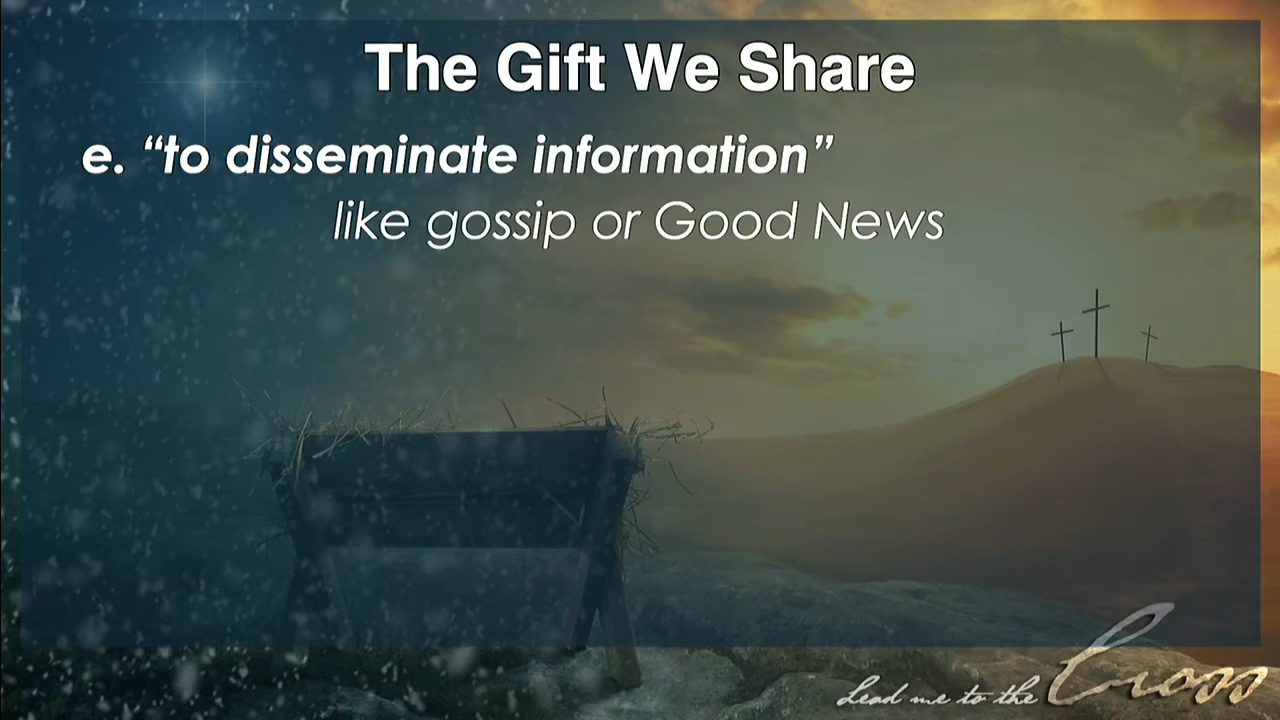 The Gift We Share
e. “to disseminate information”
like gossip or Good News
Lead me to the Cross